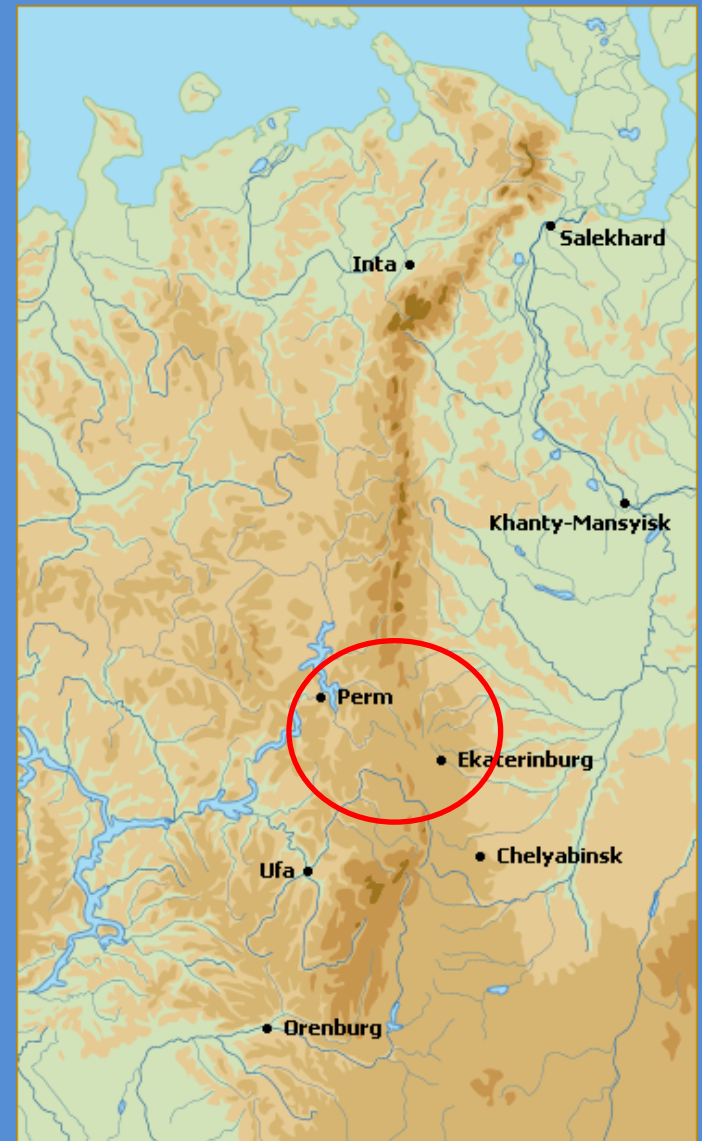 Salekhard
Inta
Khanty-Mansyisk
Perm
Ekaterinburg
Chelyabinsk
Ufa
Orenburg